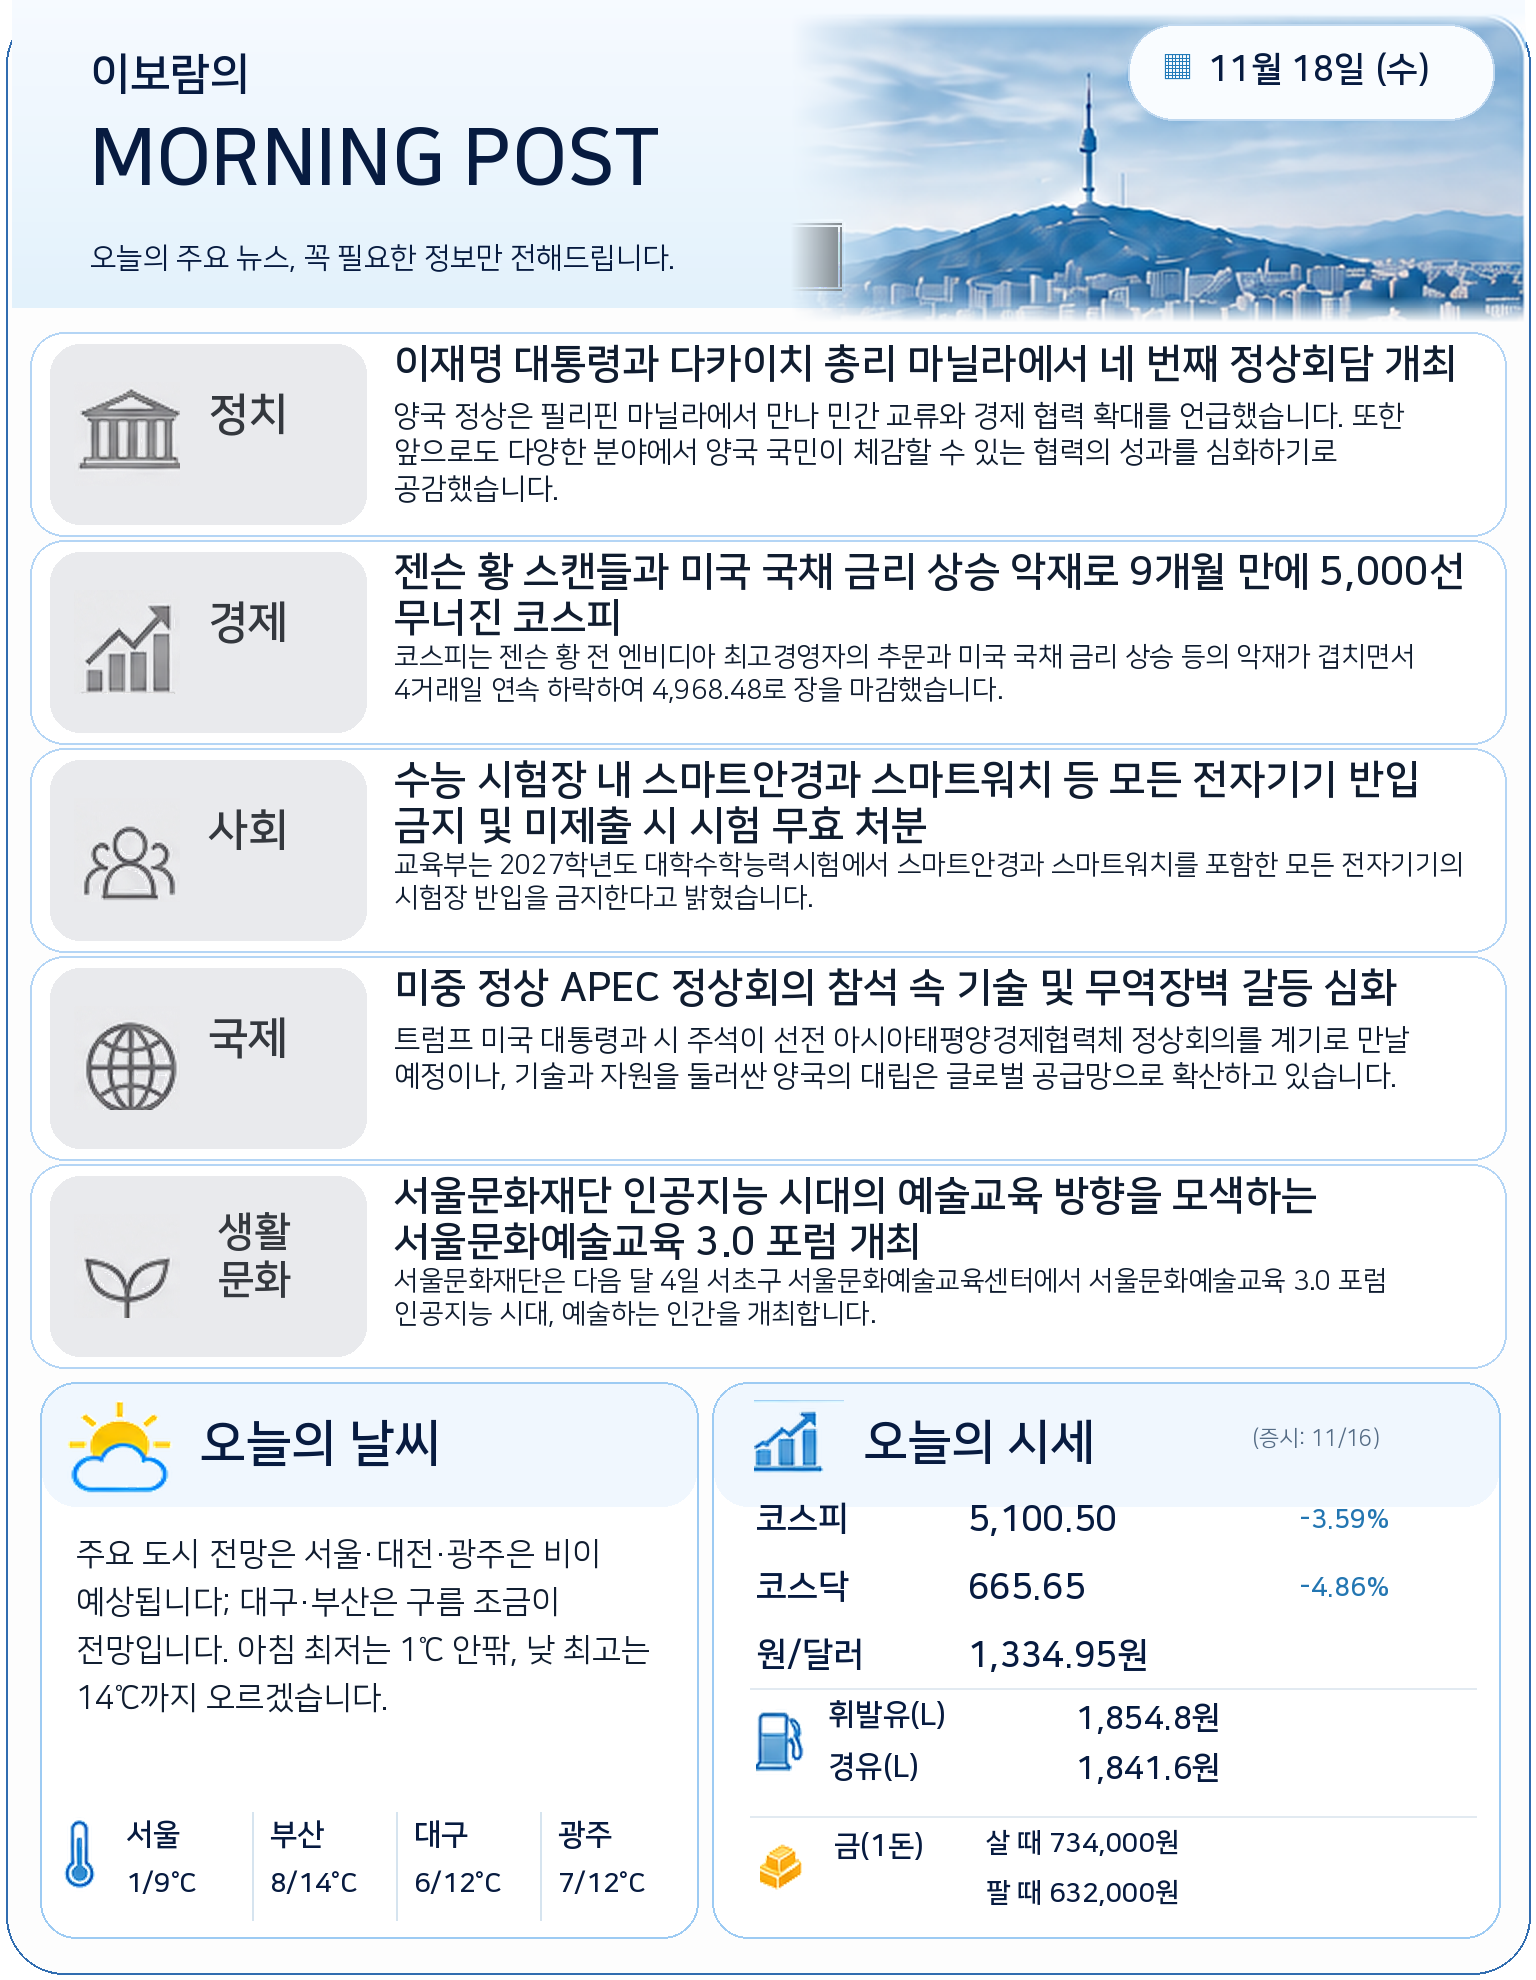 이보람의
MORNING POST
오늘의 주요 뉴스, 꼭 필요한 정보만 전해드립니다.
11월 18일 (수)
정치
이재명 대통령과 다카이치 총리 마닐라에서 네 번째 정상회담 개최
양국 정상은 필리핀 마닐라에서 만나 민간 교류와 경제 협력 확대를 언급했습니다. 또한
앞으로도 다양한 분야에서 양국 국민이 체감할 수 있는 협력의 성과를 심화하기로
공감했습니다.
경제
젠슨 황 스캔들과 미국 국채 금리 상승 악재로 9개월 만에 5,000선
무너진 코스피
코스피는 젠슨 황 전 엔비디아 최고경영자의 추문과 미국 국채 금리 상승 등의 악재가 겹치면서
4거래일 연속 하락하여 4,968.48로 장을 마감했습니다.
사회
수능 시험장 내 스마트안경과 스마트워치 등 모든 전자기기 반입
금지 및 미제출 시 시험 무효 처분
교육부는 2027학년도 대학수학능력시험에서 스마트안경과 스마트워치를 포함한 모든 전자기기의
시험장 반입을 금지한다고 밝혔습니다.
국제
미중 정상 APEC 정상회의 참석 속 기술 및 무역장벽 갈등 심화
트럼프 미국 대통령과 시 주석이 선전 아시아태평양경제협력체 정상회의를 계기로 만날
예정이나, 기술과 자원을 둘러싼 양국의 대립은 글로벌 공급망으로 확산하고 있습니다.
생활
문화
서울문화재단 인공지능 시대의 예술교육 방향을 모색하는
서울문화예술교육 3.0 포럼 개최
서울문화재단은 다음 달 4일 서초구 서울문화예술교육센터에서 서울문화예술교육 3.0 포럼
인공지능 시대, 예술하는 인간을 개최합니다.
오늘의 날씨
주요 도시 전망은 서울·대전·광주은 비이
예상됩니다; 대구·부산은 구름 조금이
전망입니다. 아침 최저는 1℃ 안팎, 낮 최고는
14℃까지 오르겠습니다.
서울 부산 대구 광주
1/9°C 8/14°C 6/12°C 7/12°C
오늘의 시세 (증시: 11/16)
코스피 5,100.50 -3.59%
코스닥 665.65 -4.86%
원/달러 1,334.95원
휘발유(L) 1,854.8원
경유(L) 1,841.6원
금(1돈) 살 때 734,000원
팔 때 632,000원